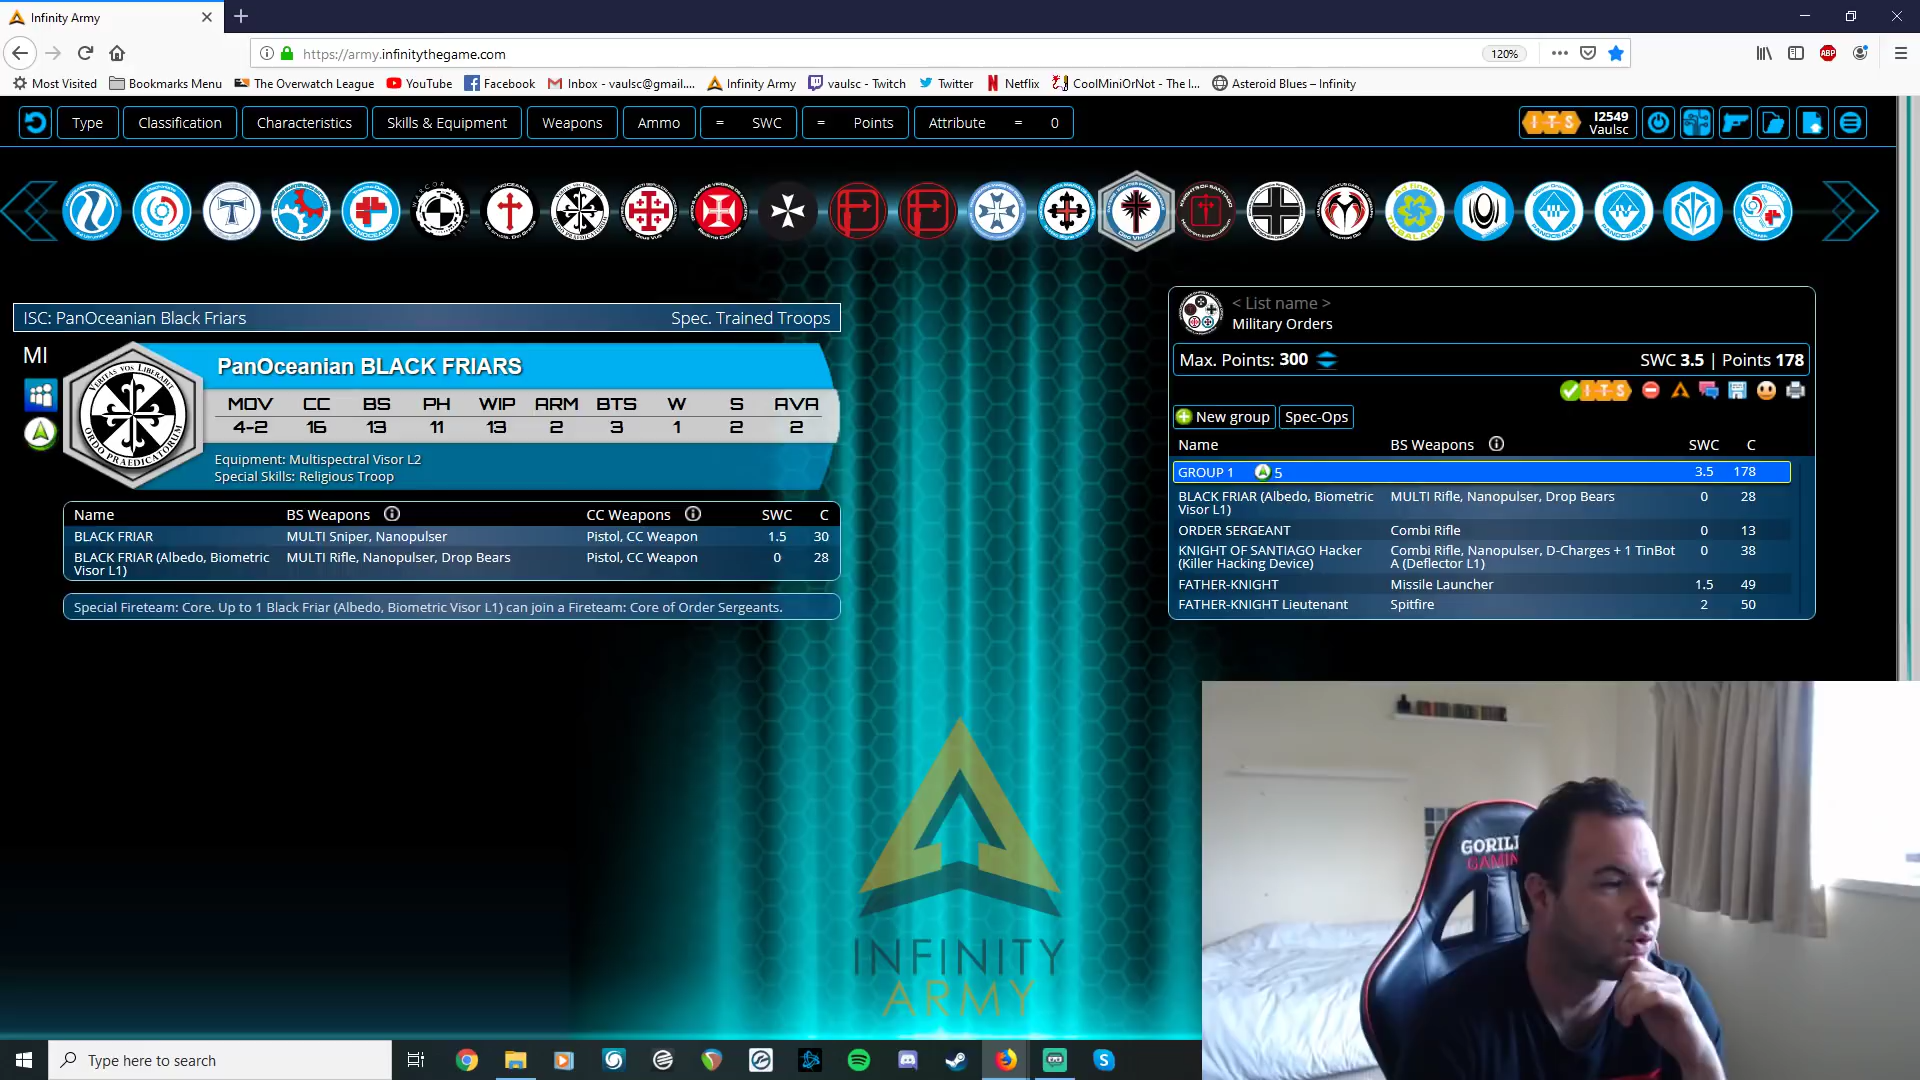 Infinity Army
https://army.infinitythegame.com
120%
Most Visited
Bookmarks Menu
The Overwatch League
YouTube
Facebook
Inbox - vaulsc@gmail....
Infinity Army
vaulsc - Twitch
Twitter
Netflix
CoolMiniOrNot - The I...
Asteroid Blues – Infinity
ABP
Type
Classification
Characteristics
Skills & Equipment
Weapons
Ammo
= SWC
= Points
Attribute = 0
ITS
I2549
Vaulsc
ISC: PanOceanian Black Friars
Spec. Trained Troops
MI
PanOceanian BLACK FRIARS
VERITAS VOS LIBERABIT
ORDO PRAEDICATORUM
MOV CC BS PH WIP ARM BTS W S AVA
4-2 16 13 11 13 2 3 1 2 2
Equipment: Multispectral Visor L2
Special Skills: Religious Troop
Name BS Weapons CC Weapons SWC C
BLACK FRIAR MULTI Sniper, Nanopulser Pistol, CC Weapon 1.5 30
BLACK FRIAR (Albedo, Biometric MULTI Rifle, Nanopulser, Drop Bears Pistol, CC Weapon 0 28
Visor L1)
Special Fireteam: Core. Up to 1 Black Friar (Albedo, Biometric Visor L1) can join a Fireteam: Core of Order Sergeants.
< List name >
Military Orders
Max. Points: 300
SWC 3.5 | Points 178
ITS
New group
Spec-Ops
Name BS Weapons SWC C
GROUP 1 5 3.5 178
BLACK FRIAR (Albedo, Biometric MULTI Rifle, Nanopulser, Drop Bears 0 28
Visor L1)
ORDER SERGEANT Combi Rifle 0 13
KNIGHT OF SANTIAGO Hacker Combi Rifle, Nanopulser, D-Charges + 1 TinBot 0 38
(Killer Hacking Device) A (Deflector L1)
FATHER-KNIGHT Missile Launcher 1.5 49
FATHER-KNIGHT Lieutenant Spitfire 2 50
INFINITY
ARMY
GORILL
GAMIN
Type here to search